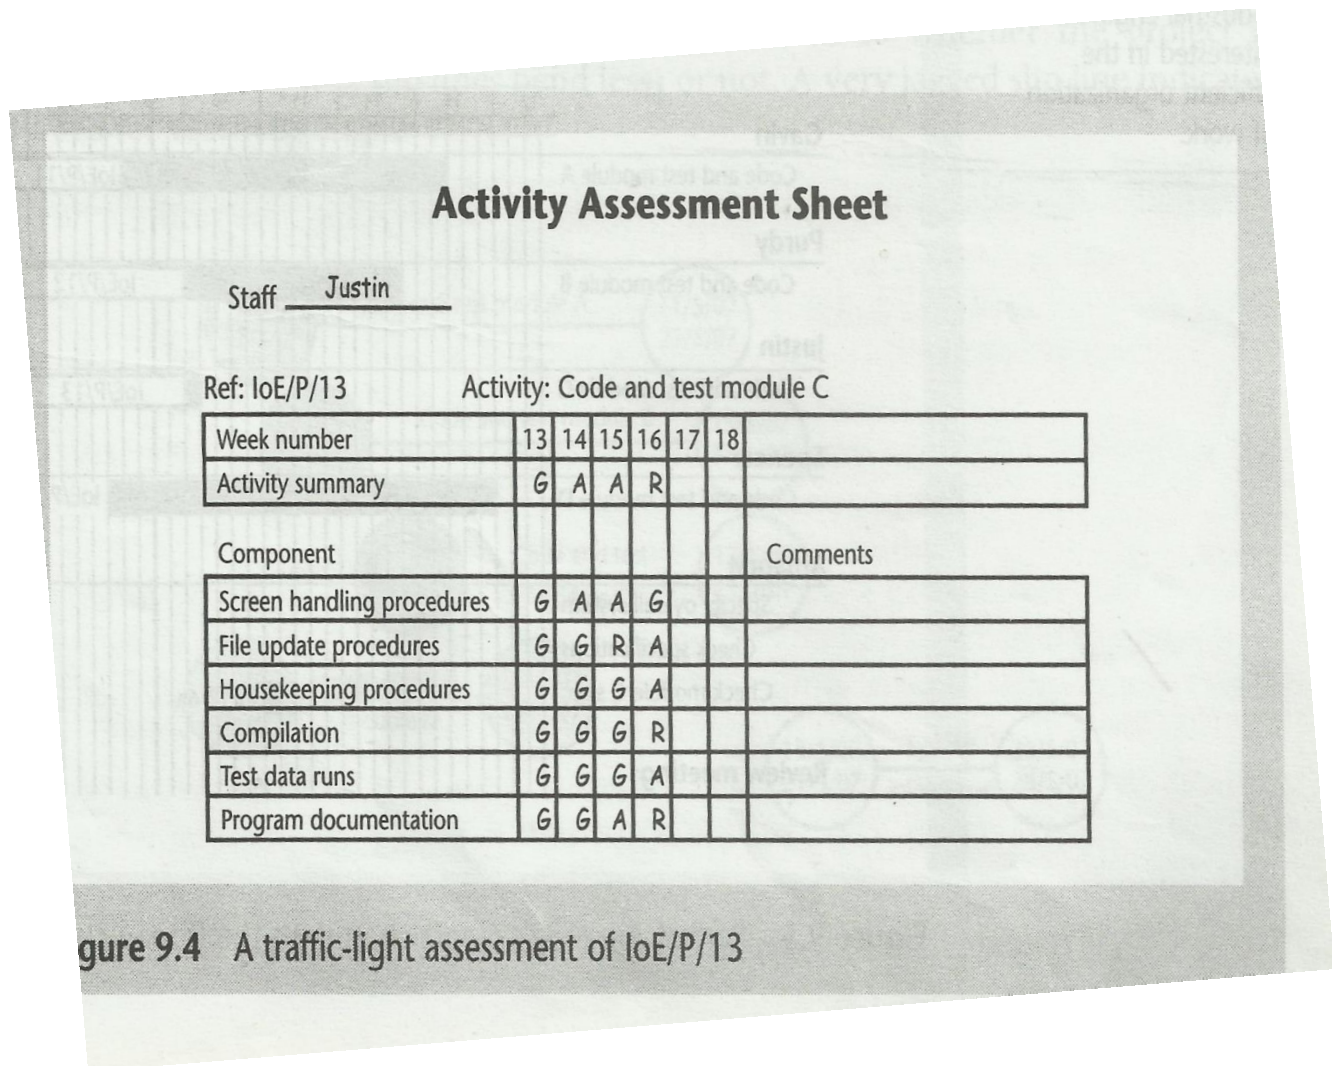 Activity Assessment Sheet
Staff Justin
Ref: IoE/P/13 Activity: Code and test module C
Week number 13 14 15 16 17 18
Activity summary G A A R
Component Comments
Screen handling procedures G A A G
File update procedures G G R A
Housekeeping procedures G G G A
Compilation G G G R
Test data runs G G G A
Program documentation G G A R
gure 9.4 A traffic-light assessment of IoE/P/13